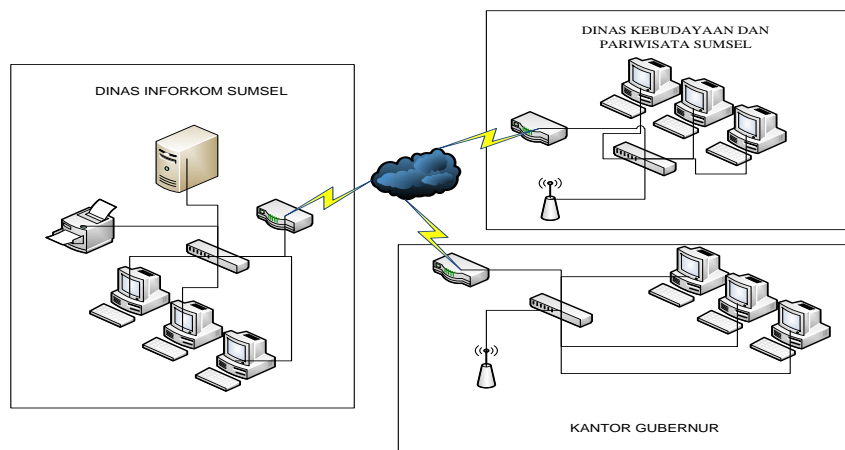 DINAS INFORKOM SUMSEL
DINAS KEBUDAYAAN DAN
PARIWISATA SUMSEL
KANTOR GUBERNUR